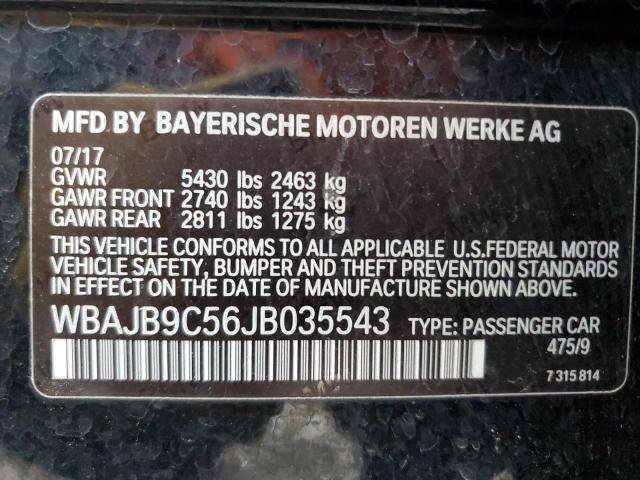 MFD BY BAYERISCHE MOTOREN WERKE AG
07/17
GVWR 5430 lbs 2463 kg
GAWR FRONT 2740 lbs 1243 kg
GAWR REAR 2811 lbs 1275 kg
THIS VEHICLE CONFORMS TO ALL APPLICABLE U.S.FEDERAL MOTOR
VEHICLE SAFETY, BUMPER AND THEFT PREVENTION STANDARDS
IN EFFECT ON THE DATE OF MANUFACTURE SHOWN ABOVE.
WBAJB9C56JB035543 TYPE: PASSENGER CAR
475/9
7 315 814